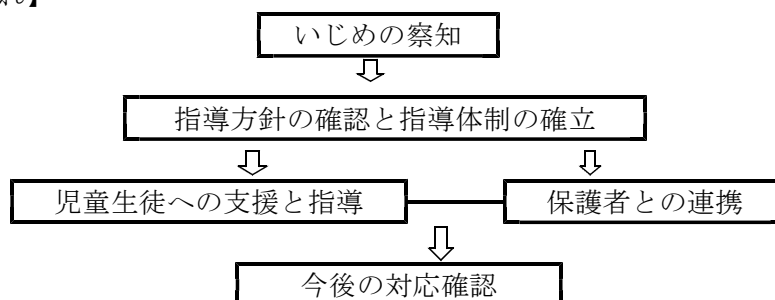 れ】
いじめの察知
指導方針の確認と指導体制の確立
児童生徒への支援と指導 保護者との連携
今後の対応確認